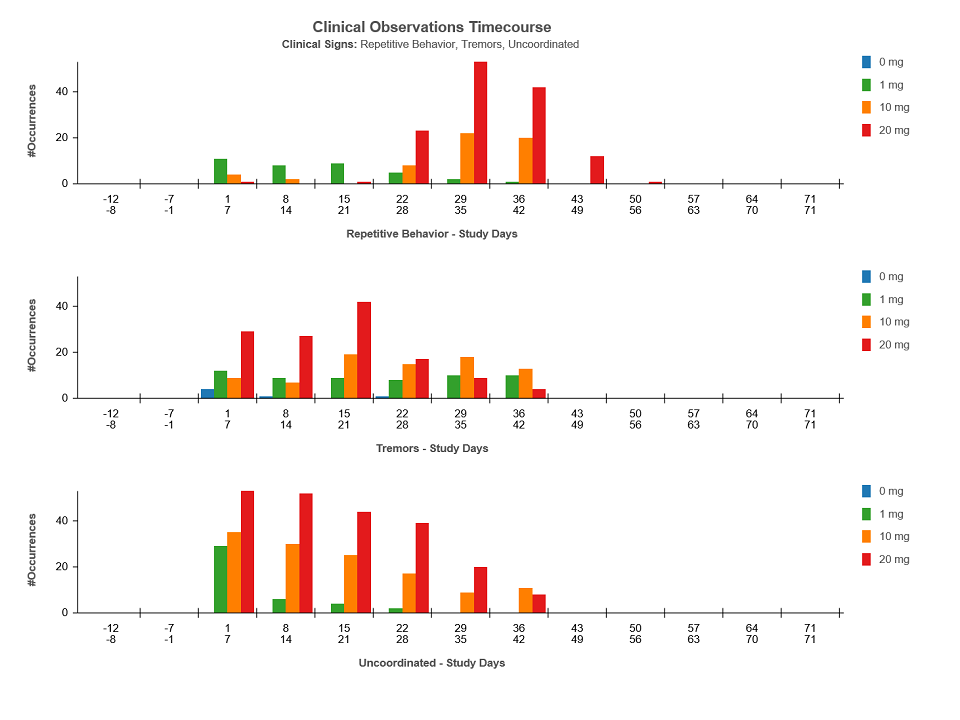 Clinical Observations Timecourse
Clinical Signs: Repetitive Behavior, Tremors, Uncoordinated
0 mg
1 mg
10 mg
20 mg
#Occurrences
40
20
0
-12 -7 1 8 15 22 29 36 43 50 57 64 71
-8 -1 7 14 21 28 35 42 49 56 63 70 71
Repetitive Behavior - Study Days
0 mg
1 mg
10 mg
20 mg
#Occurrences
40
20
0
-12 -7 1 8 15 22 29 36 43 50 57 64 71
-8 -1 7 14 21 28 35 42 49 56 63 70 71
Tremors - Study Days
0 mg
1 mg
10 mg
20 mg
#Occurrences
40
20
0
-12 -7 1 8 15 22 29 36 43 50 57 64 71
-8 -1 7 14 21 28 35 42 49 56 63 70 71
Uncoordinated - Study Days